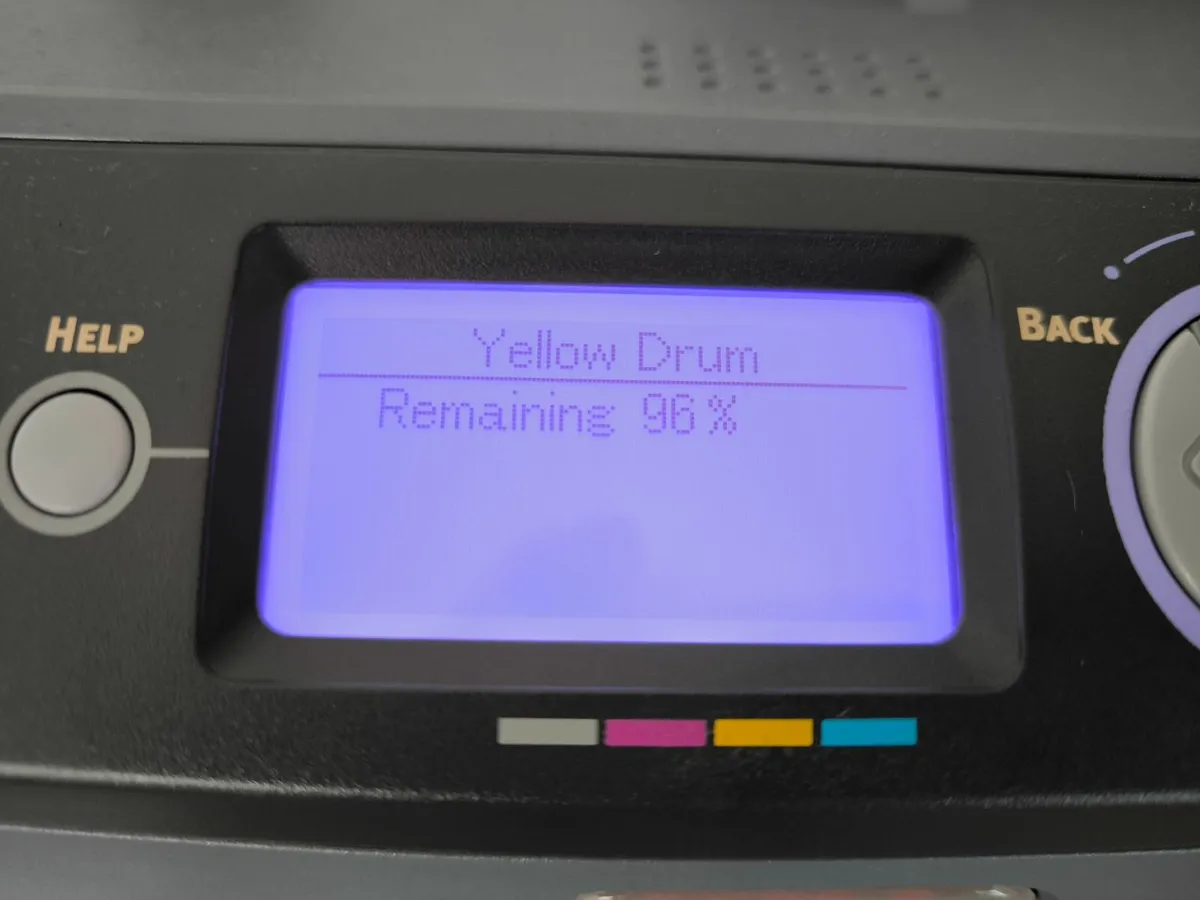 Yellow Drum
HELP
BACK
Remaining 96%